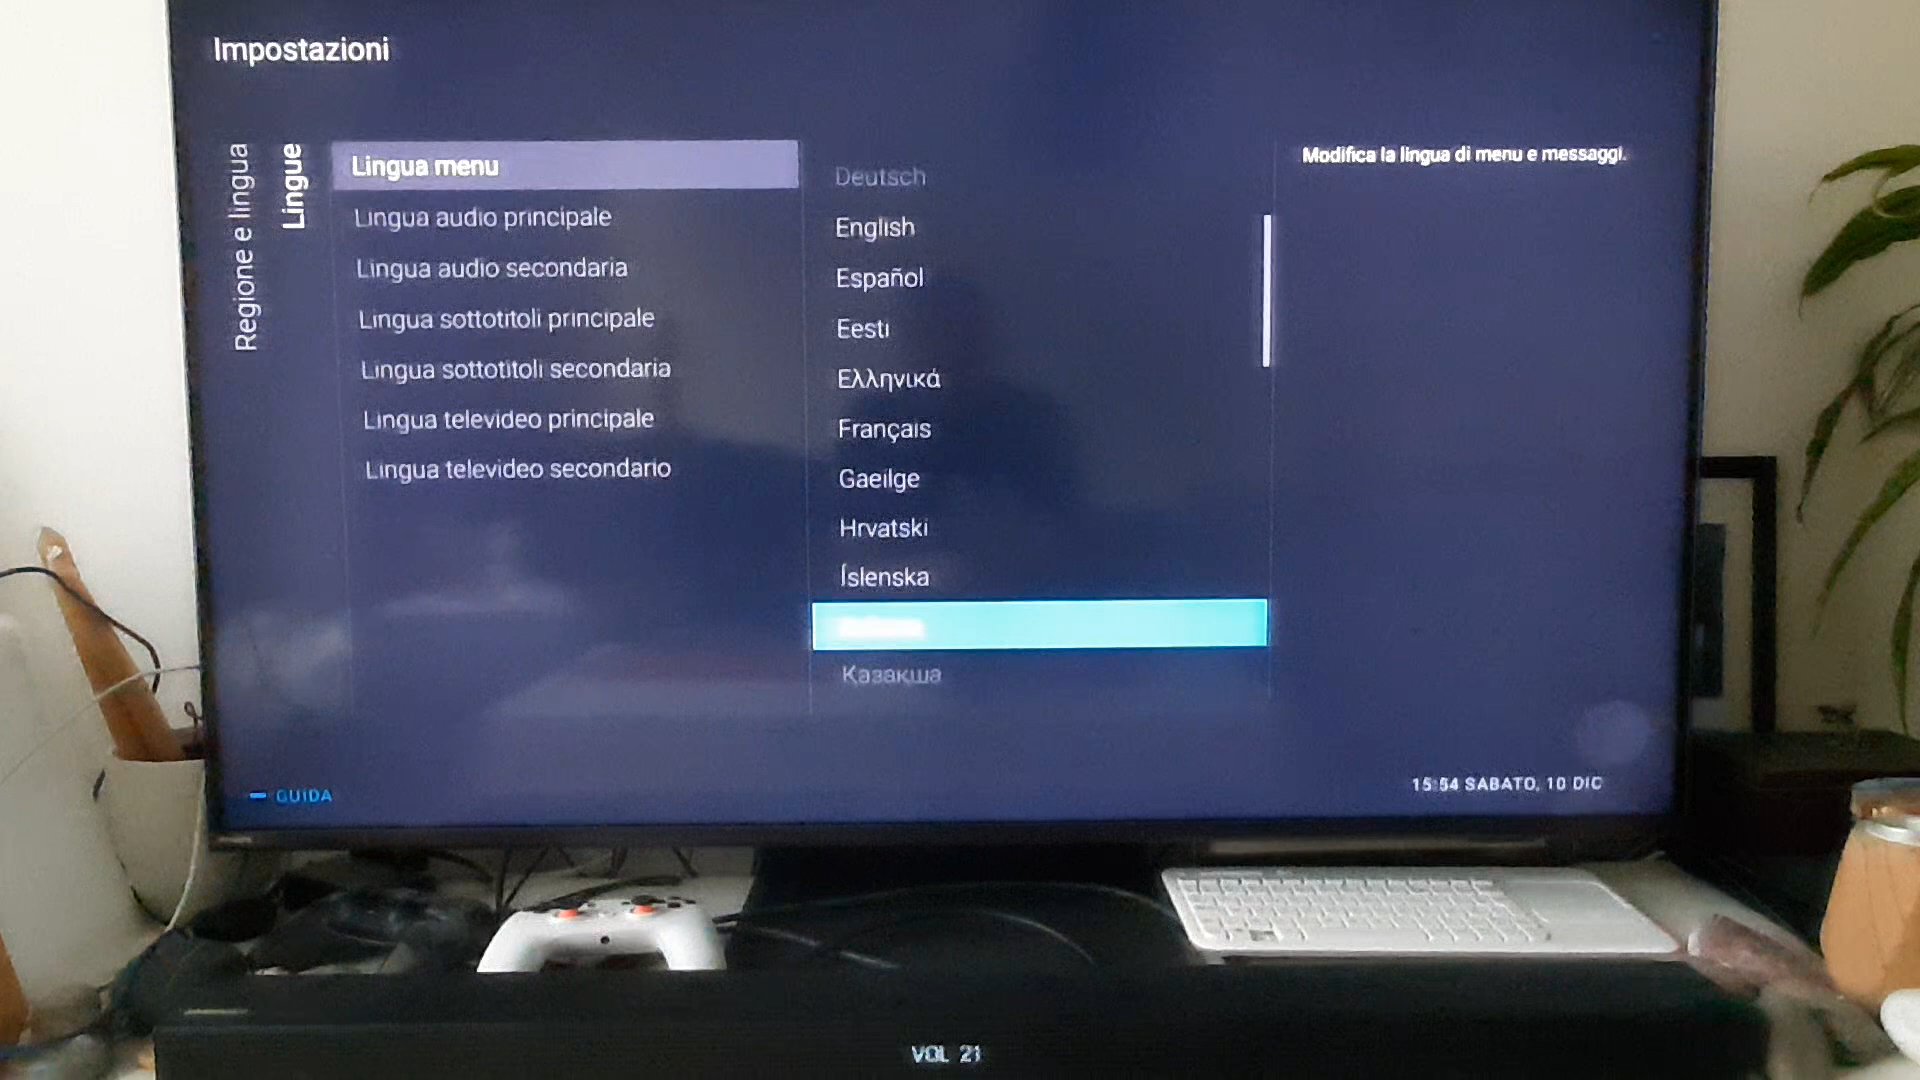 Impostazioni
Regione e lingua
Lingue
Lingua menu
Lingua audio principale
Lingua audio secondaria
Lingua sottotitoli principale
Lingua sottotitoli secondaria
Lingua televideo principale
Lingua televideo secondario
Deutsch
English
Español
Eesti
Ελληνικά
Français
Gaeilge
Hrvatski
Íslenska
Казакша
Modifica la lingua di menu e messaggi.
GUIDA
15:54 SABATO, 10 DIC
VOL 21